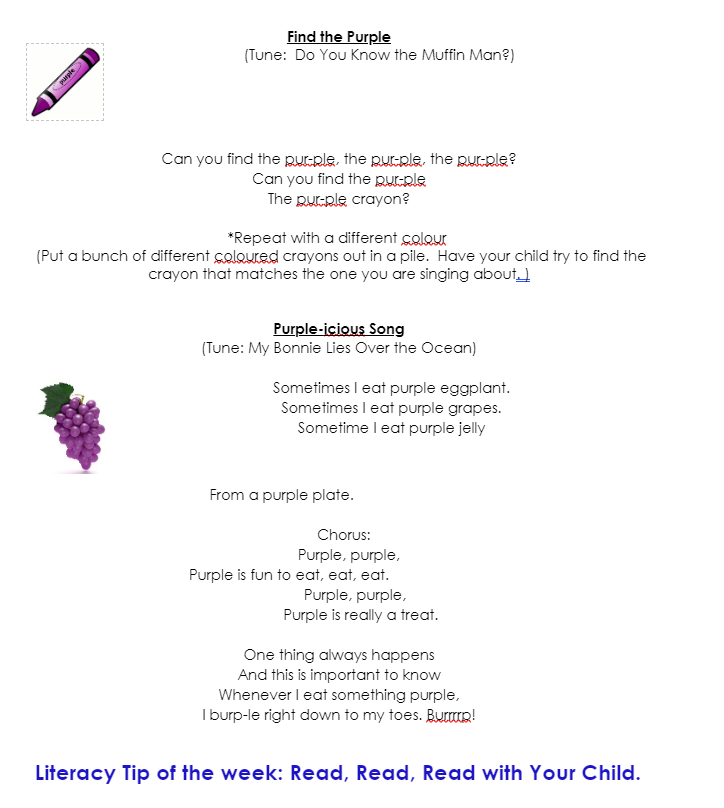 Find the Purple
(Tune: Do You Know the Muffin Man?)
purple
Can you find the pur-ple, the pur-ple, the pur-ple?
Can you find the pur-ple
The pur-ple crayon?
*Repeat with a different colour
(Put a bunch of different coloured crayons out in a pile. Have your child try to find the
crayon that matches the one you are singing about. )
Purple-icious Song
(Tune: My Bonnie Lies Over the Ocean)
Sometimes I eat purple eggplant.
Sometimes I eat purple grapes.
Sometime I eat purple jelly
From a purple plate.
Chorus:
Purple, purple,
Purple is fun to eat, eat, eat.
Purple, purple,
Purple is really a treat.
One thing always happens
And this is important to know
Whenever I eat something purple,
I burp-le right down to my toes. Burrrrp!
Literacy Tip of the week: Read, Read, Read with Your Child.